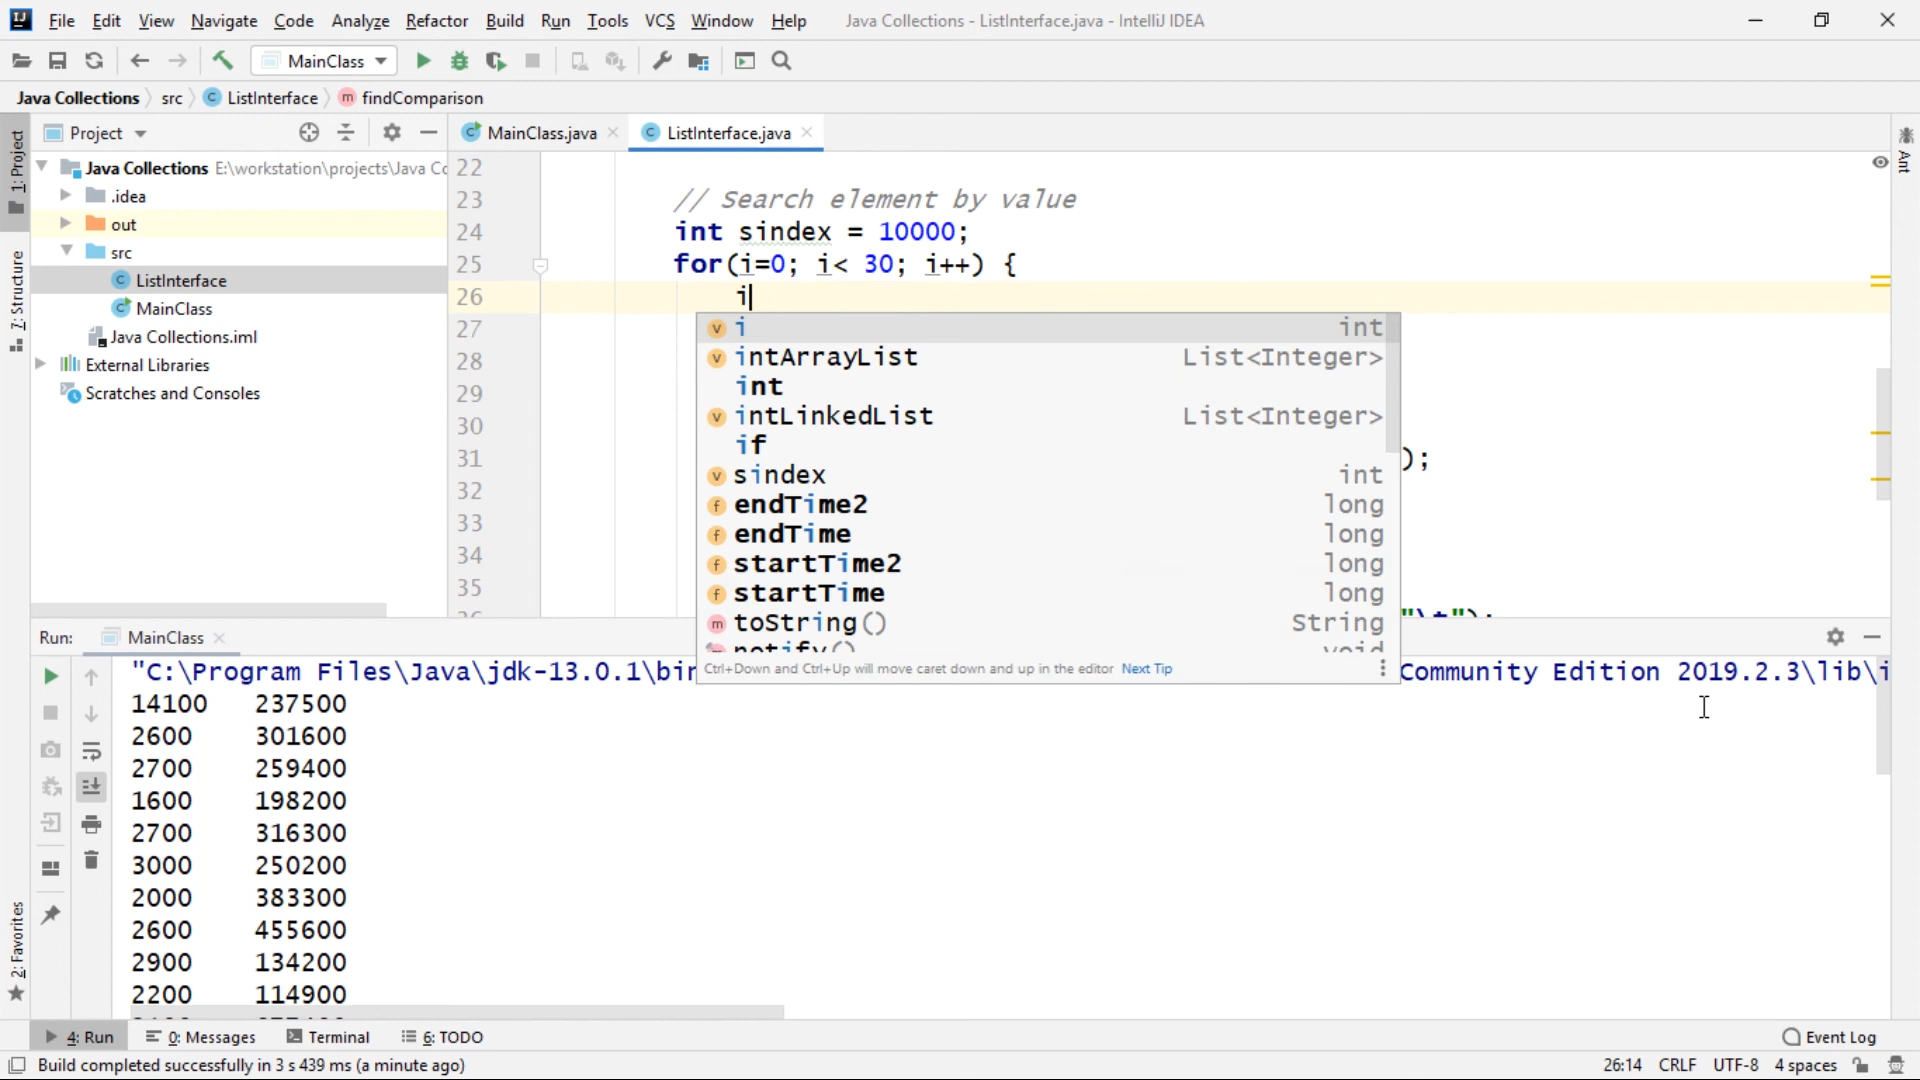 File Edit View Navigate Code Analyze Refactor Build Run Tools VCS Window Help Java Collections - ListInterface.java - IntelliJ IDEA
MainClass
Java Collections src ListInterface findComparison
1: Project
Project
MainClass.java
ListInterface.java
Ant
Java Collections E:\workstation\projects\Java Co
.idea
out
src
ListInterface
MainClass
Java Collections.iml
External Libraries
Scratches and Consoles
7: Structure
22
23 // Search element by value
24 int sindex = 10000;
25 for(i=0; i< 30; i++) {
26 i
27
28
29
30
31 );
32
33
34
35
"\t");
i int
intArrayList List<Integer>
int
intLinkedList List<Integer>
if
sindex int
endTime2 long
endTime long
startTime2 long
startTime long
toString() String
notify() void
Ctrl+Down and Ctrl+Up will move caret down and up in the editor Next Tip
Run: MainClass
"C:\Program Files\Java\jdk-13.0.1\bin Community Edition 2019.2.3\lib\i
14100 237500
2600 301600
2700 259400
1600 198200
2700 316300
3000 250200
2000 383300
2600 455600
2900 134200
2200 114900
2: Favorites
4: Run 0: Messages Terminal 6: TODO Event Log
Build completed successfully in 3 s 439 ms (a minute ago) 26:14 CRLF UTF-8 4 spaces